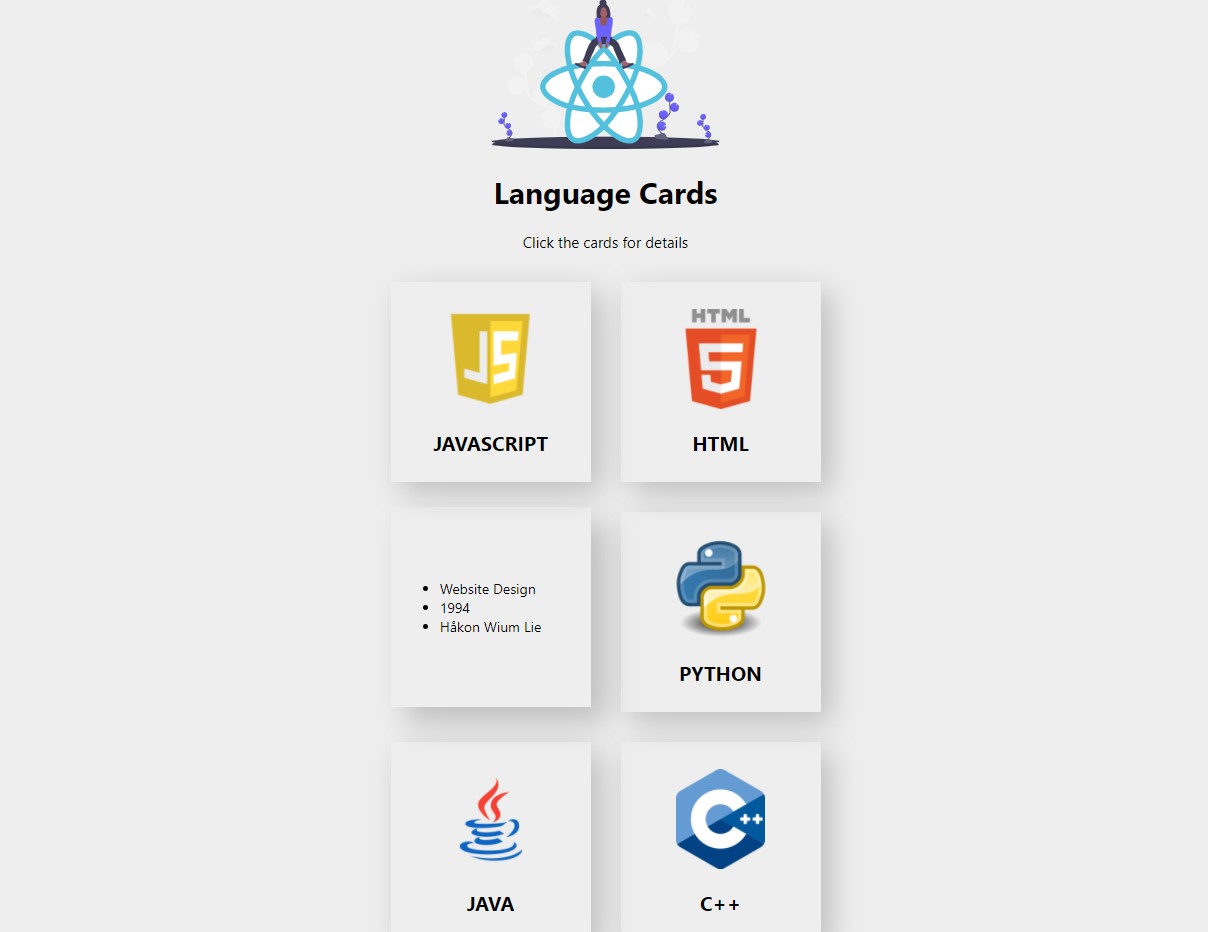 Language Cards
Click the cards for details
JS
HTML
5
JAVASCRIPT
HTML
Website Design
1994
Håkon Wium Lie
PYTHON
C++
JAVA
C++